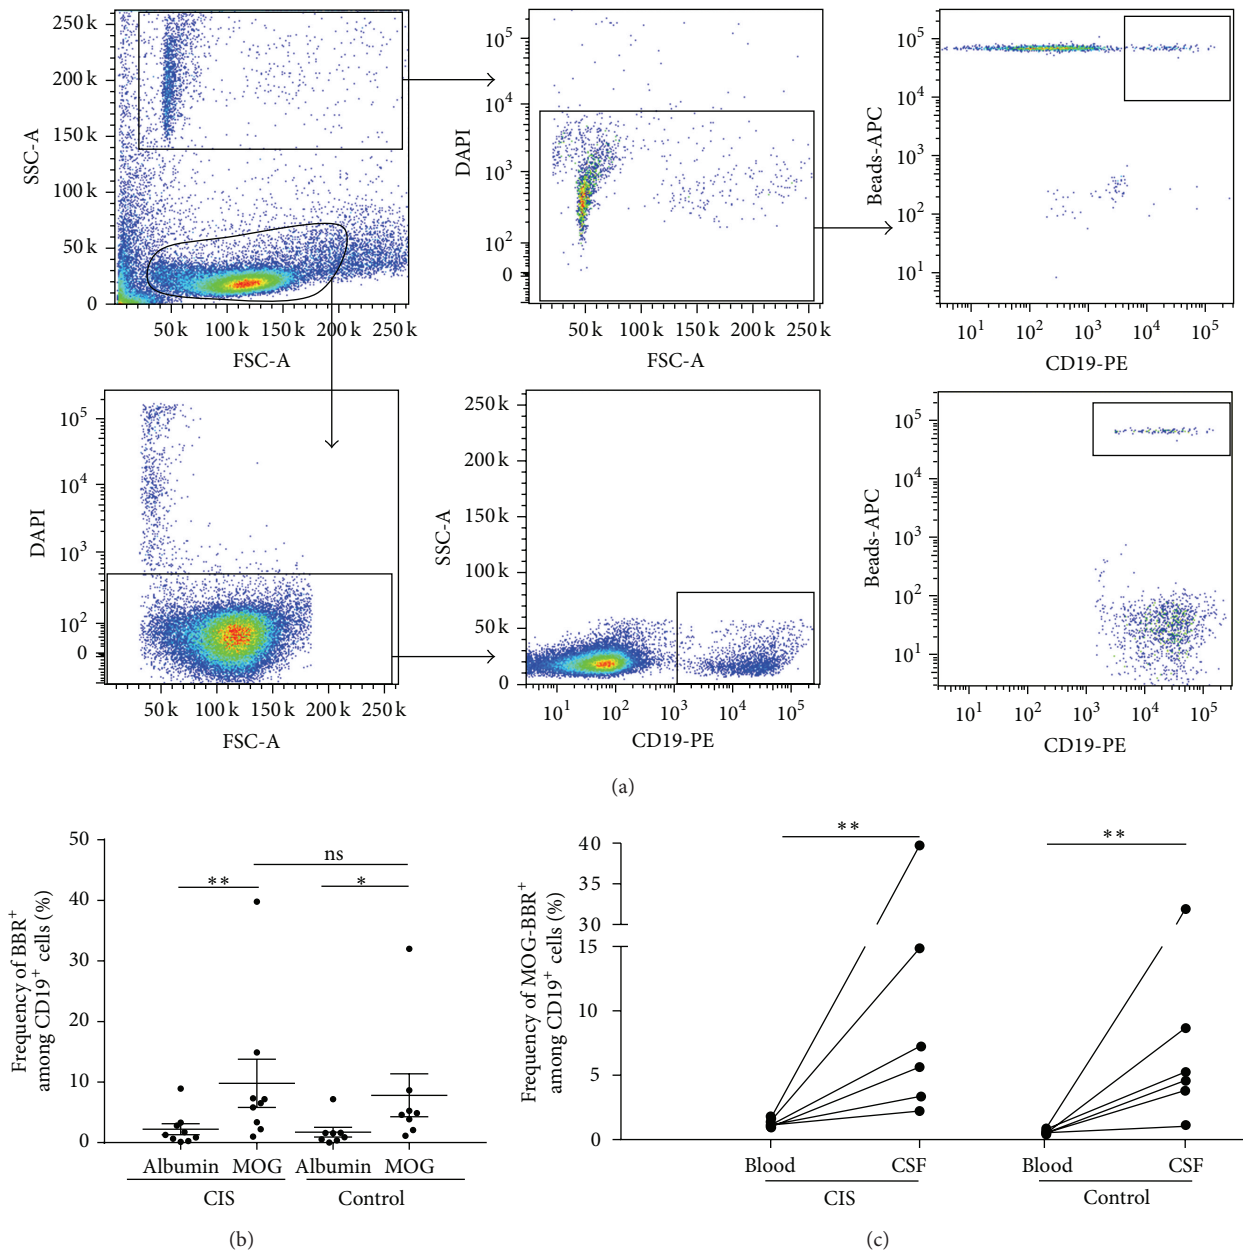 250 k
200 k
150 k
100 k
50 k
0
SSC-A
50 k 100 k 150 k 200 k 250 k
FSC-A
10^5
10^4
10^3
10^2
0
DAPI
50 k 100 k 150 k 200 k 250 k
FSC-A
10^5
10^4
10^3
10^2
10^1
Beads-APC
10^1 10^2 10^3 10^4 10^5
CD19-PE
10^5
10^4
10^3
10^2
0
DAPI
50 k 100 k 150 k 200 k 250 k
FSC-A
250 k
200 k
150 k
100 k
50 k
0
SSC-A
10^1 10^2 10^3 10^4 10^5
CD19-PE
10^5
10^4
10^3
10^2
10^1
Beads-APC
10^1 10^2 10^3 10^4 10^5
CD19-PE
(a)
50
40
30
20
10
0
Frequency of BBR^+
among CD19^+ cells (%)
ns
** *
Albumin MOG Albumin MOG
CIS Control
(b)
40
35
30
15
10
5
0
Frequency of MOG-BBR^+
among CD19^+ cells (%)
** **
Blood CSF Blood CSF
CIS Control
(c)